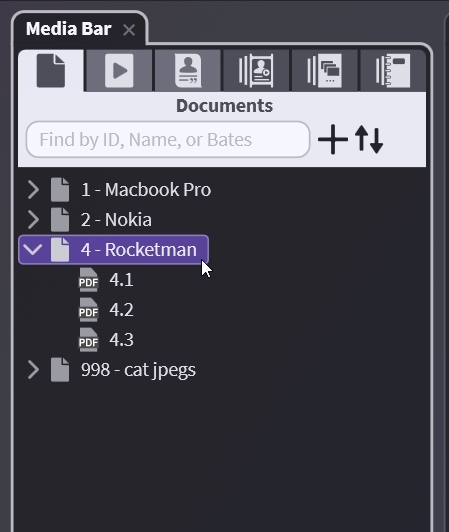 Media Bar
Documents
Find by ID, Name, or Bates
1 - Macbook Pro
2 - Nokia
4 - Rocketman
PDF 4.1
PDF 4.2
PDF 4.3
998 - cat jpegs